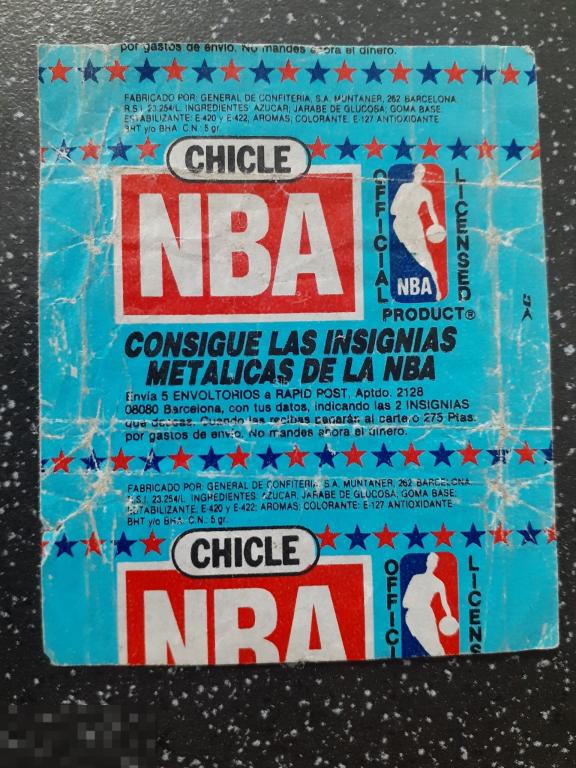 por gastos de envio. No mandes ahora el dinero.
FABRICADO POR: GENERAL DE CONFITERIA, S.A. MUNTANER, 262 BARCELONA.
R.S.I. 23.254/L. INGREDIENTES: AZUCAR, JARABE DE GLUCOSA; GOMA BASE;
ESTABILIZANTE: E-420 y E-422; AROMAS; COLORANTE: E-127 ANTIOXIDANTE
BHT y/o BHA. C.N.: 5 gr.
CHICLE
NBA
OFFICIAL
NBA
LICENSED
PRODUCT®
CONSIGUE LAS INSIGNIAS
METALICAS DE LA NBA
Envía 5 ENVOLTORIOS a RAPID POST, Aptdo. 2128
08080 Barcelona, con tus datos, indicando las 2 INSIGNIAS
que deseas. Cuando las recibas pagarán al cartero 275 Ptas.
por gastos de envio. No mandes ahora el dinero.
FABRICADO POR: GENERAL DE CONFITERIA, S.A. MUNTANER, 262 BARCELONA.
R.S.I. 23.254/L. INGREDIENTES: AZUCAR, JARABE DE GLUCOSA; GOMA BASE;
ESTABILIZANTE: E-420 y E-422; AROMAS; COLORANTE: E-127 ANTIOXIDANTE
BHT y/o BHA. C.N.: 5 gr.
CHICLE
NBA
OFFICI
LICENS